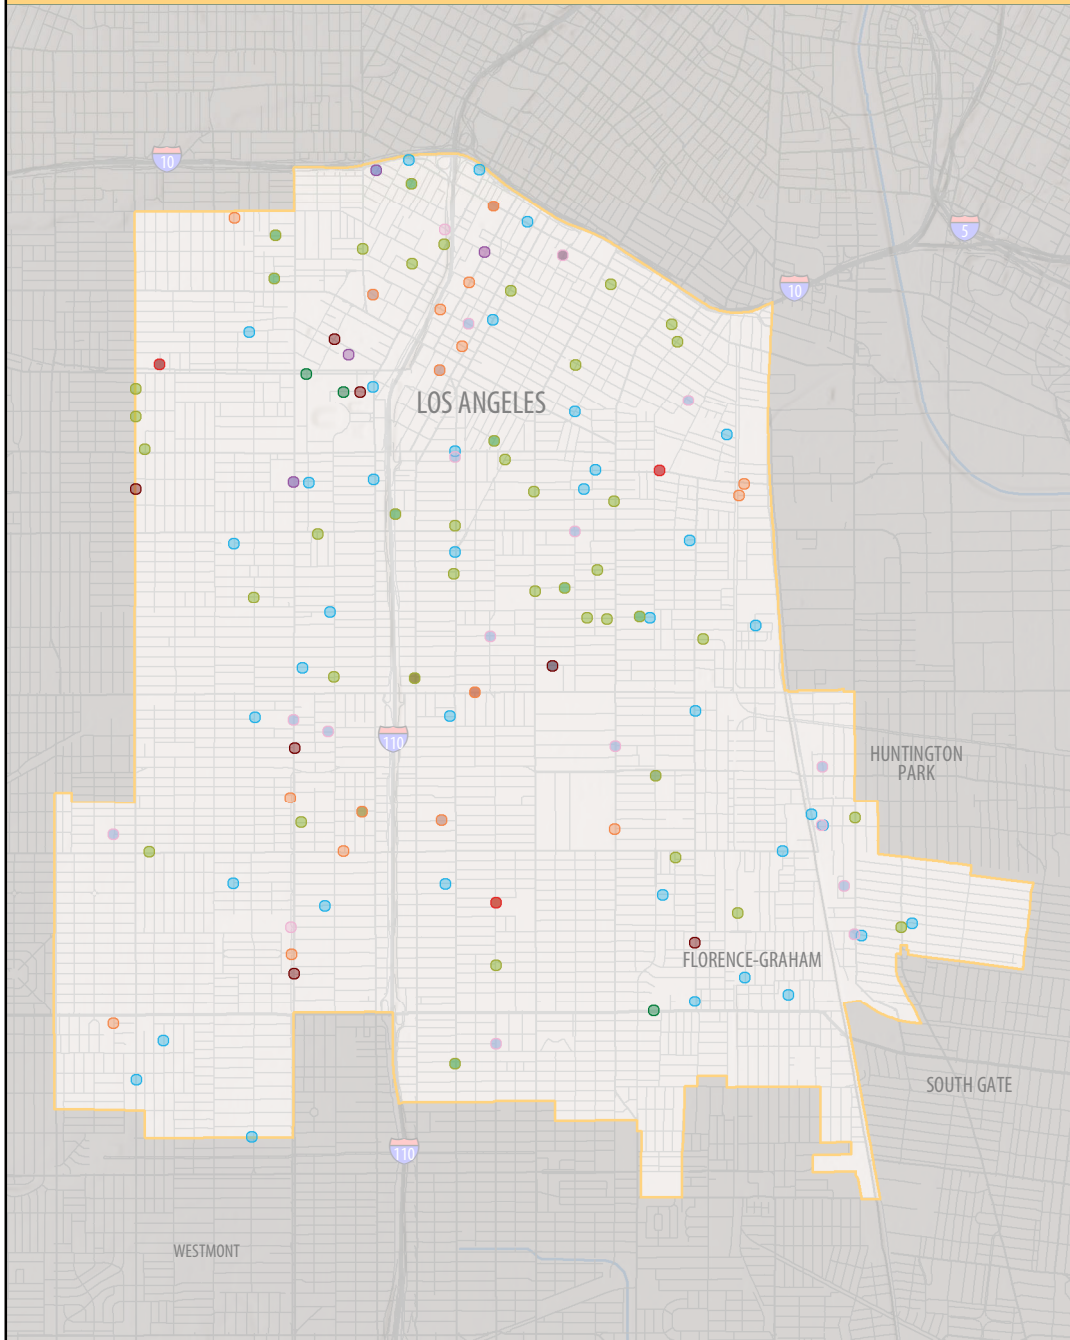 10
5
10
LOS ANGELES
110
HUNTINGTON
PARK
FLORENCE-GRAHAM
SOUTH GATE
110
WESTMONT